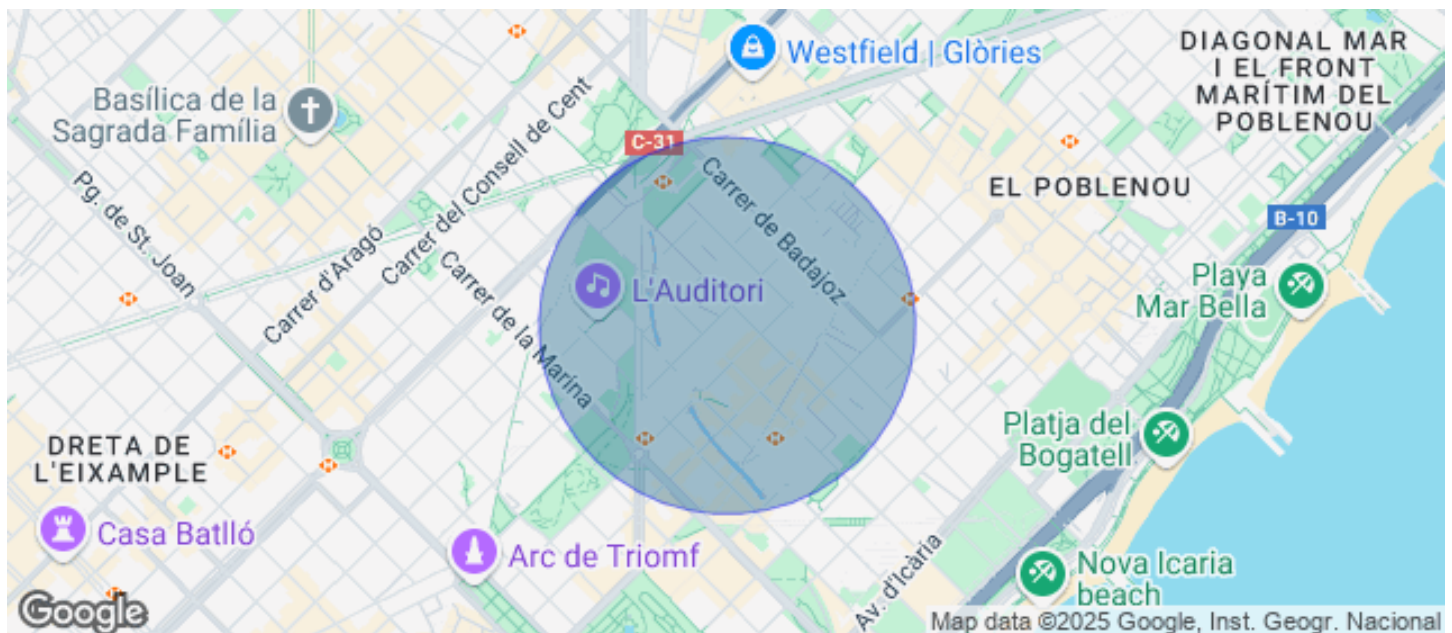 Westfield | Glòries
DIAGONAL MAR
I EL FRONT
MARÍTIM DEL
POBLENOU
Basílica de la
Sagrada Família
C-31
Carrer del Consell de Cent
Carrer d'Aragó
Pg. de St. Joan
Carrer de Badajoz
EL POBLENOU
B-10
Carrer de la Marina
L'Auditori
Playa
Mar Bella
Platja del
Bogatell
DRETA DE
L'EIXAMPLE
Casa Batlló
Arc de Triomf
Av. d'Icària
Nova Icaria
beach
Google
Map data ©2025 Google, Inst. Geogr. Nacional